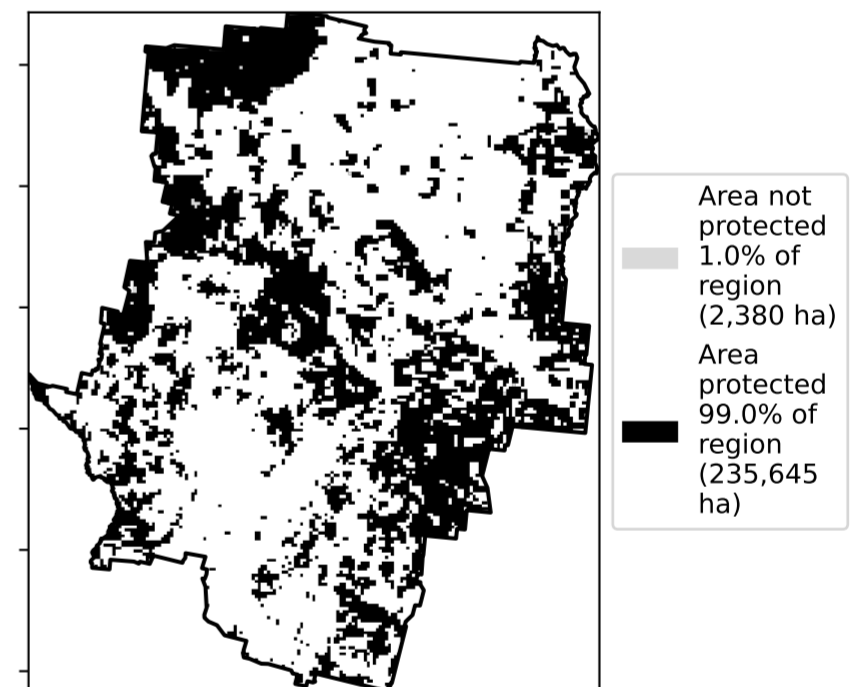 Area not
protected
1.0% of
region
(2,380 ha)
Area
protected
99.0% of
region
(235,645
ha)